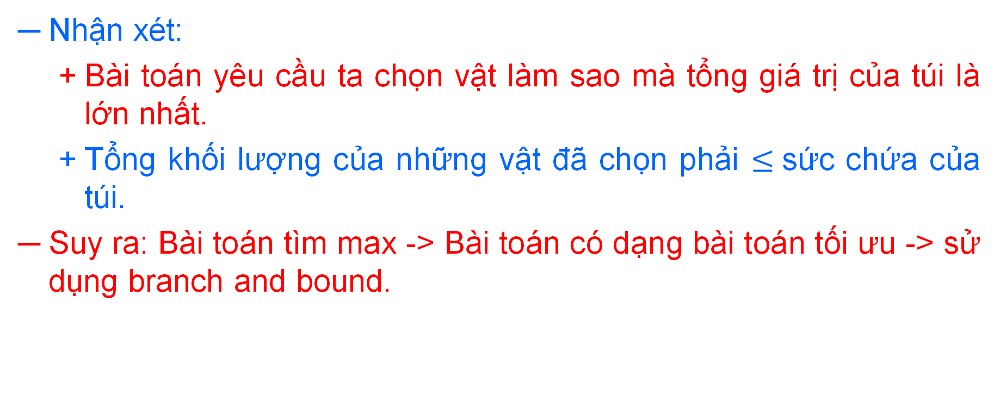 – Nhận xét:
+ Bài toán yêu cầu ta chọn vật làm sao mà tổng giá trị của túi là
lớn nhất.
+ Tổng khối lượng của những vật đã chọn phải ≤ sức chứa của
túi.
– Suy ra: Bài toán tìm max -> Bài toán có dạng bài toán tối ưu -> sử
dụng branch and bound.